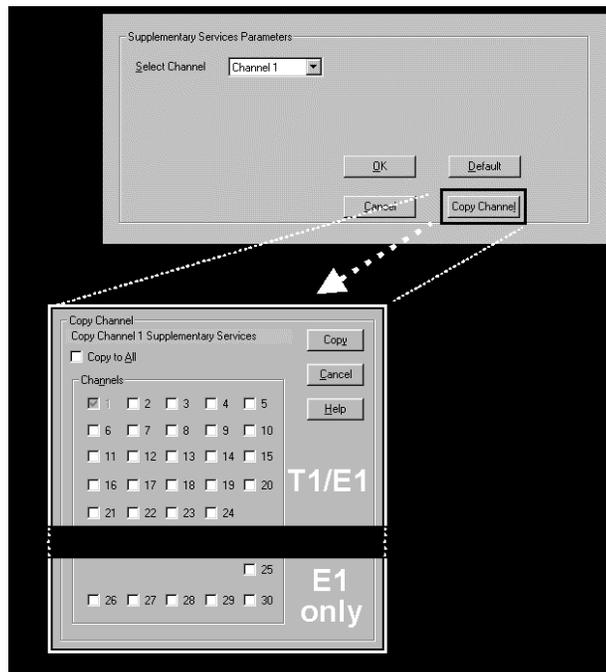 Supplementary Services Parameters
Select Channel Channel 1
OK Default
Cancel Copy Channel
Copy Channel
Copy Channel 1 Supplementary Services
Copy
Copy to All
Cancel
Channels
Help
1 2 3 4 5
6 7 8 9 10
11 12 13 14 15
16 17 18 19 20
T1/E1
21 22 23 24
25
E1
only
26 27 28 29 30